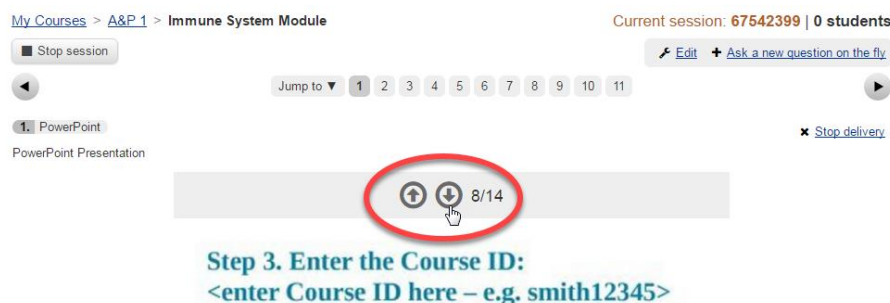 My Courses > A&P 1 > Immune System Module
Current session: 67542399 | 0 students
Stop session
Edit + Ask a new question on the fly
Jump to ▼ 1 2 3 4 5 6 7 8 9 10 11
1. PowerPoint
Stop delivery
PowerPoint Presentation
8/14
Step 3. Enter the Course ID:
<enter Course ID here – e.g. smith12345>